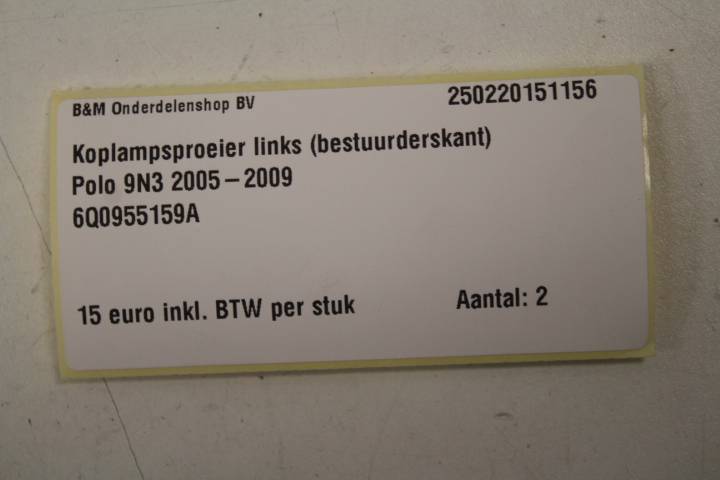 B&M Onderdelenshop BV 250220151156
Koplampsproeier links (bestuurderskant)
Polo 9N3 2005 – 2009
6Q0955159A
15 euro inkl. BTW per stuk Aantal: 2